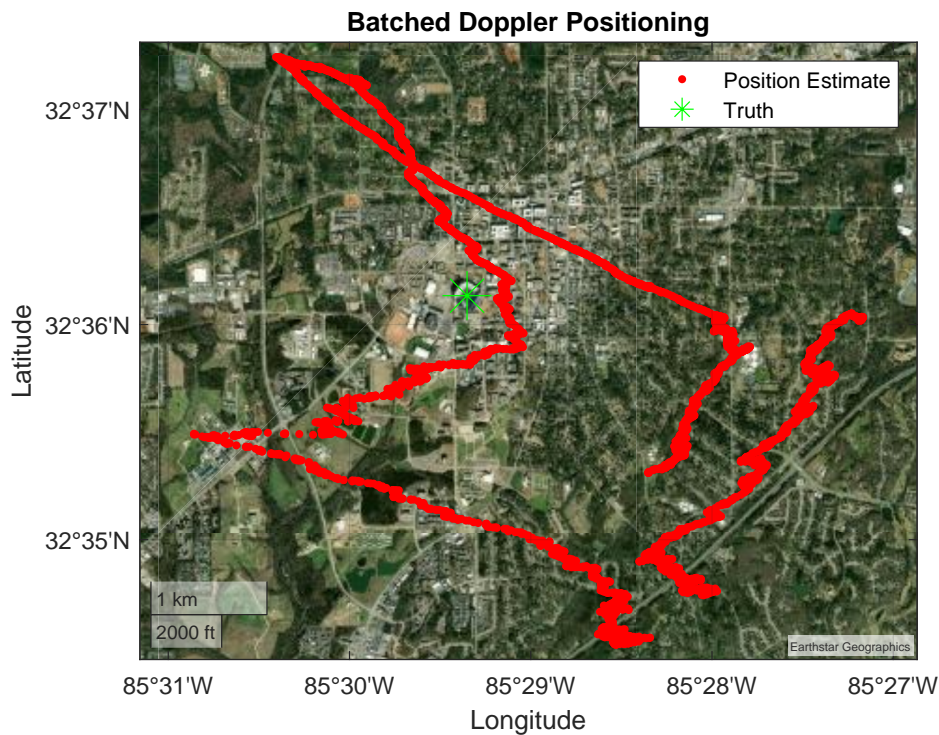 Batched Doppler Positioning
Position Estimate
Truth
32°37'N
32°36'N
32°35'N
Latitude
1 km
2000 ft
Earthstar Geographics
85°31'W
85°30'W
85°29'W
85°28'W
85°27'W
Longitude